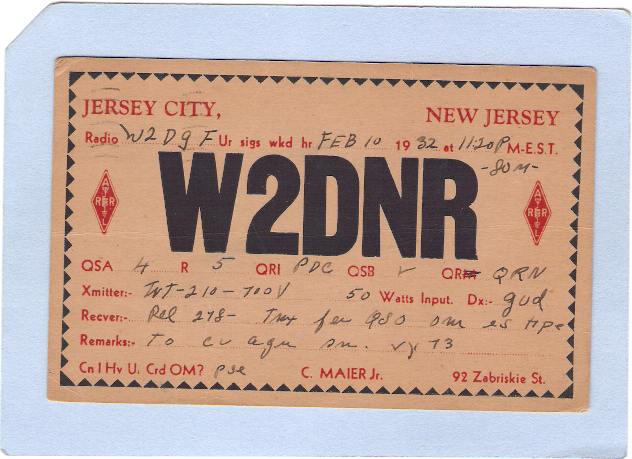 JERSEY CITY, NEW JERSEY
Radio W2DGF Ur sigs wkd hr FEB 10 1932 at 11:20 P M-E.S.T.
-80M-
W2DNR
A R R L
A R R L
QSA 4 R 5 QRI PDC QSB ✓ QRM QRN
Xmitter:- TNT-210-700V 50 Watts Input. Dx:- gud
Recver:- Tnx fer QSO om es Hpe
Remarks:- To cu agn sn. vy 73
Cn I Hv U. Crd OM? pse C. MAIER Jr. 92 Zabriskie St.